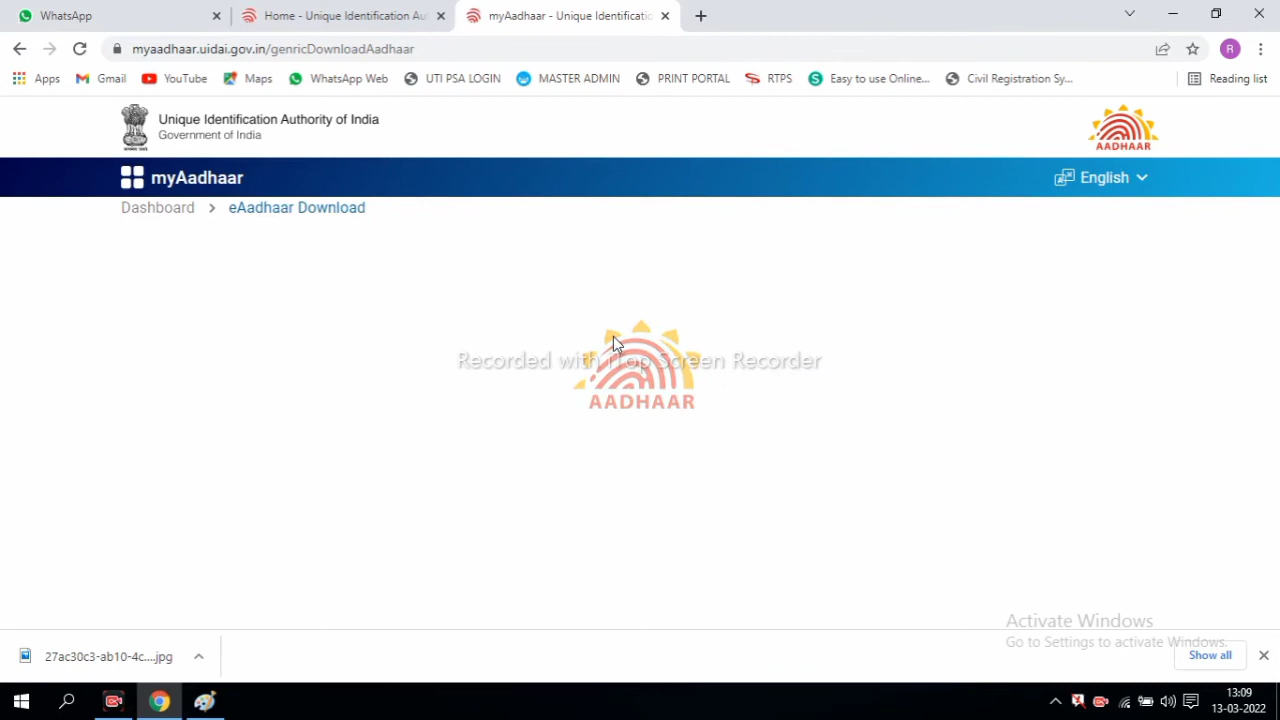 WhatsApp
Home - Unique Identification Au
myAadhaar - Unique Identificatio
myaadhaar.uidai.gov.in/genricDownloadAadhaar
R
Apps
Gmail
YouTube
Maps
WhatsApp Web
UTI PSA LOGIN
MASTER ADMIN
PRINT PORTAL
RTPS
Easy to use Online...
Civil Registration Sy...
Reading list
Unique Identification Authority of India
Government of India
AADHAAR
myAadhaar
English
Dashboard > eAadhaar Download
Recorded with iTop Screen Recorder
AADHAAR
Activate Windows
Go to Settings to activate Windows.
27ac30c3-ab10-4c....jpg
Show all
13:09
13-03-2022